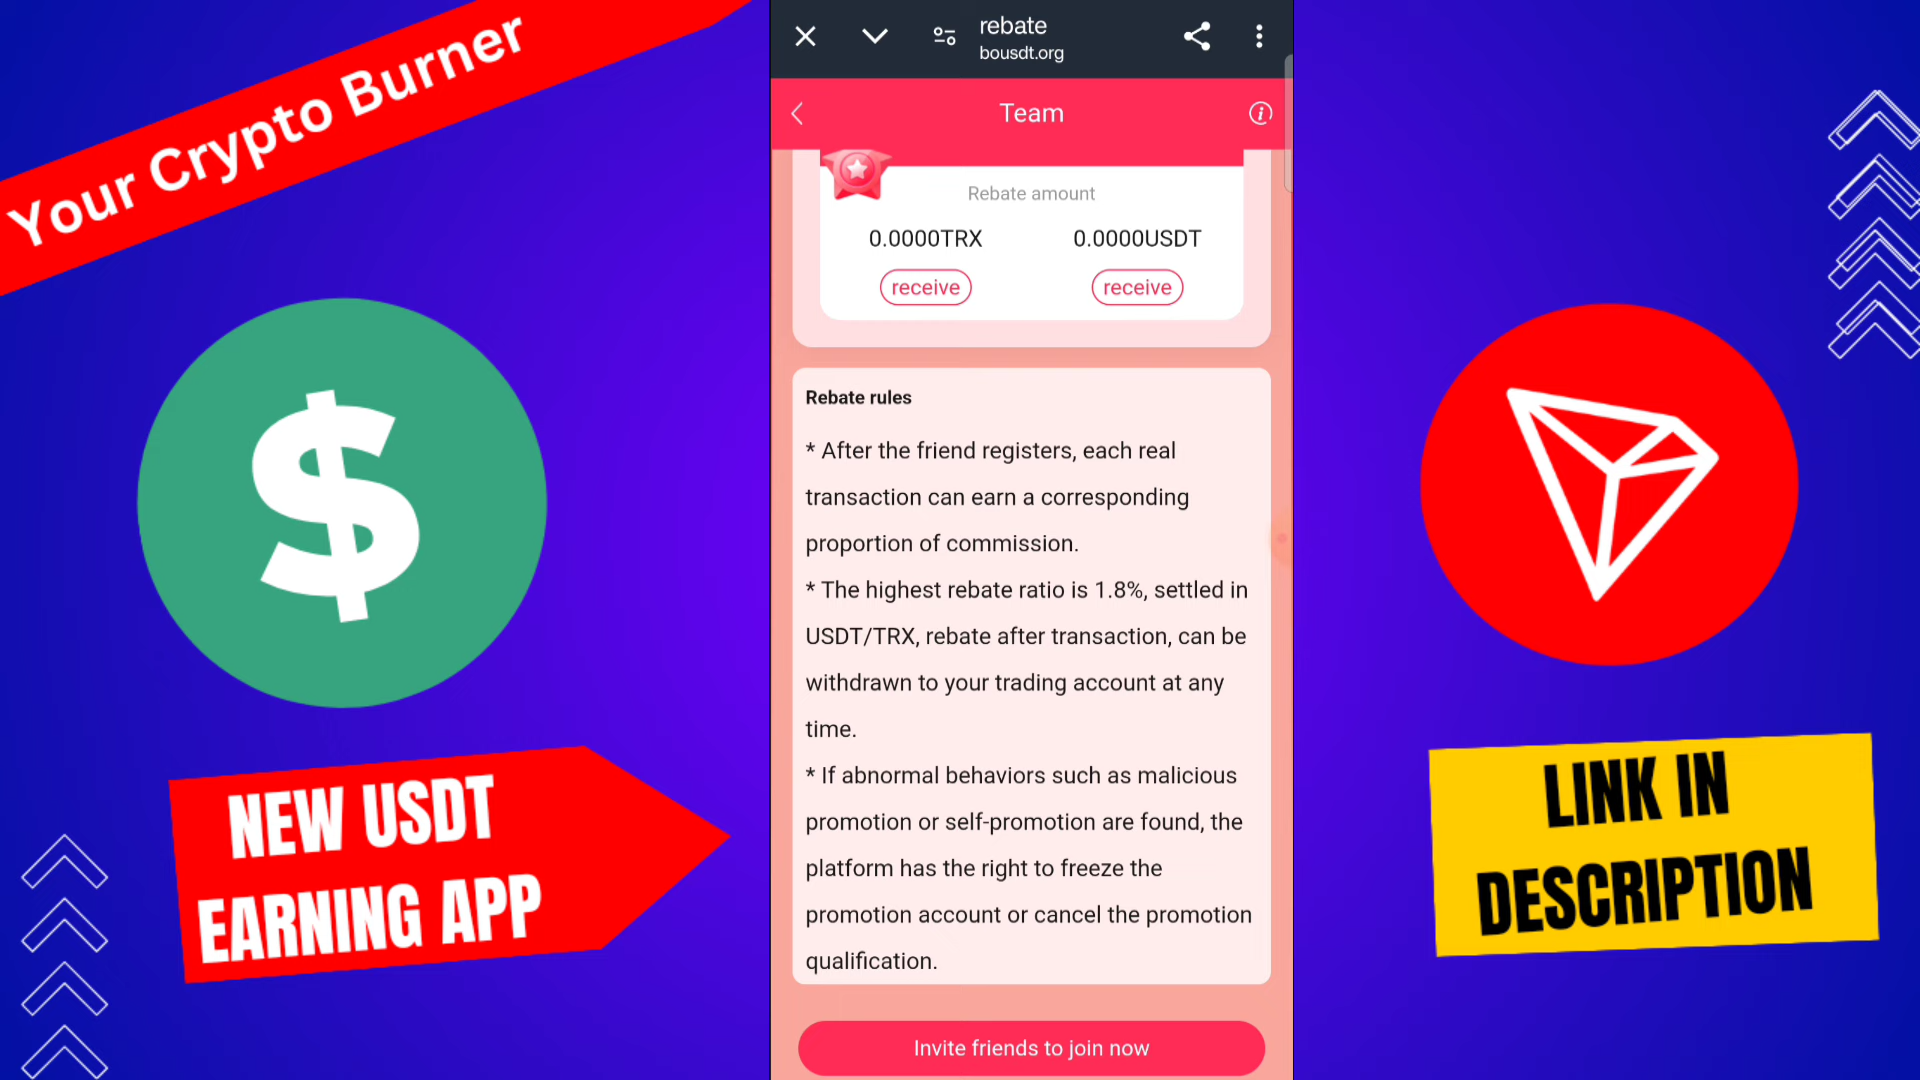 Your Crypto Burner
rebate
bousdt.org
Team
Rebate amount
0.0000TRX
0.0000USDT
receive
receive
Rebate rules
* After the friend registers, each real
transaction can earn a corresponding
proportion of commission.
* The highest rebate ratio is 1.8%, settled in
USDT/TRX, rebate after transaction, can be
withdrawn to your trading account at any
time.
* If abnormal behaviors such as malicious
promotion or self-promotion are found, the
platform has the right to freeze the
promotion account or cancel the promotion
qualification.
Invite friends to join now
$
NEW USDT
EARNING APP
LINK IN
DESCRIPTION